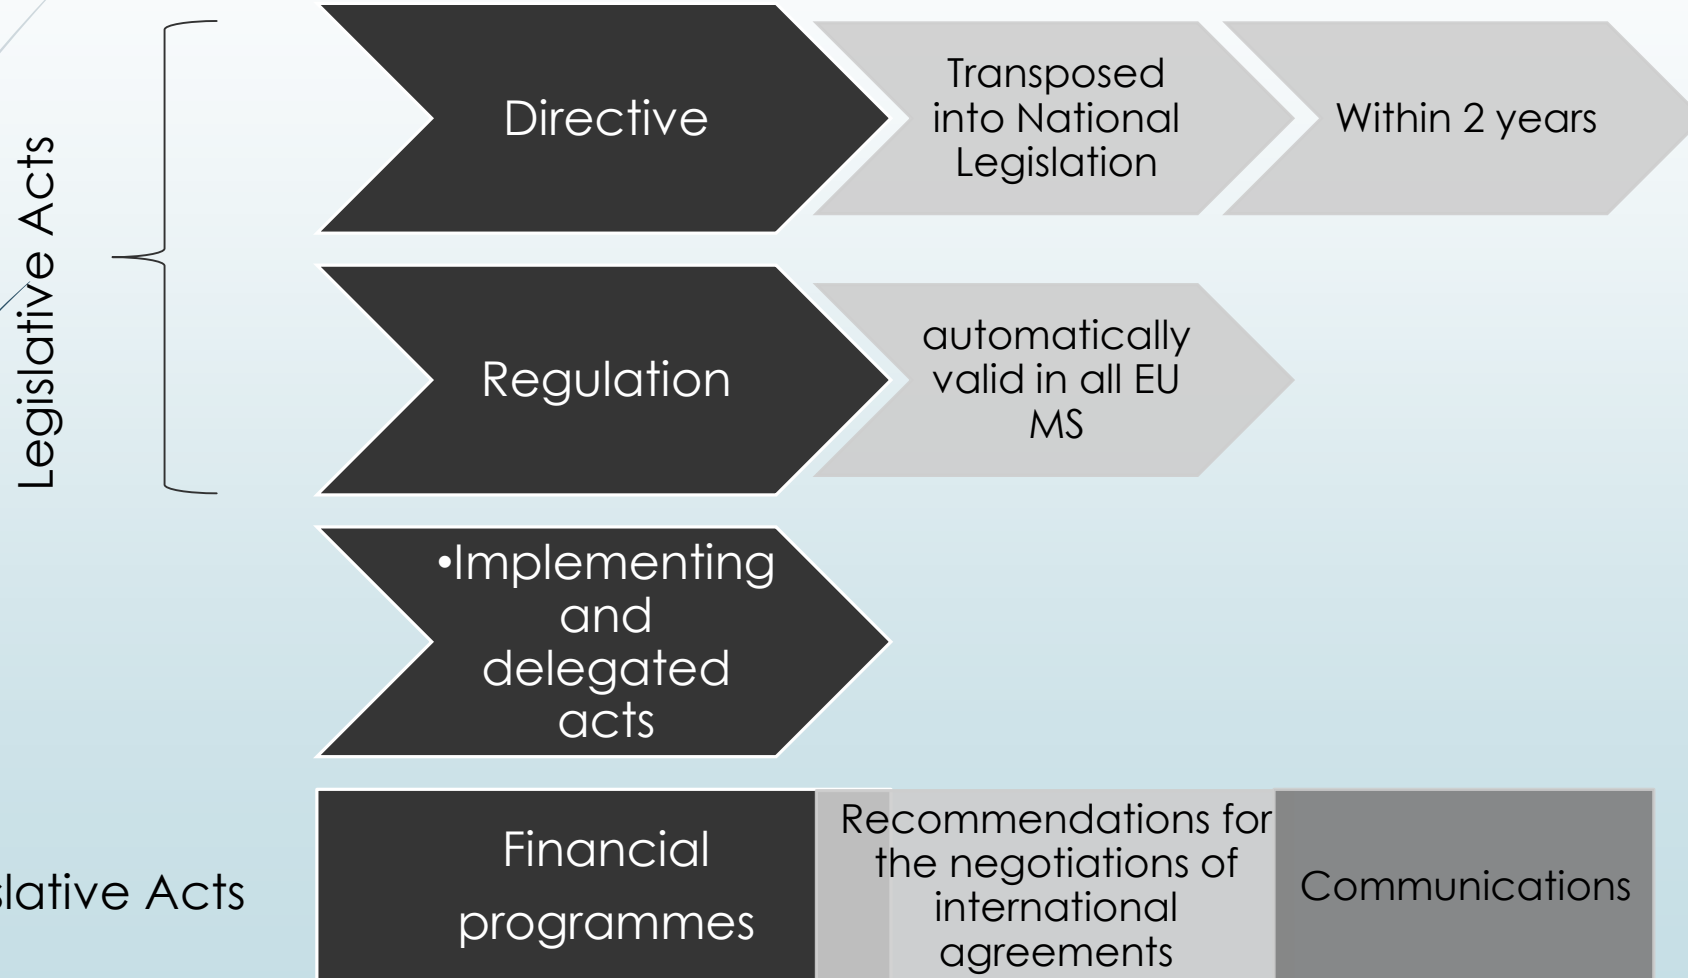 Legislative Acts
Directive
Transposed
into National
Legislation
Within 2 years
Regulation
automatically
valid in all EU
MS
•Implementing
and
delegated
acts
slative Acts
Financial
programmes
Recommendations for
the negotiations of
international
agreements
Communications